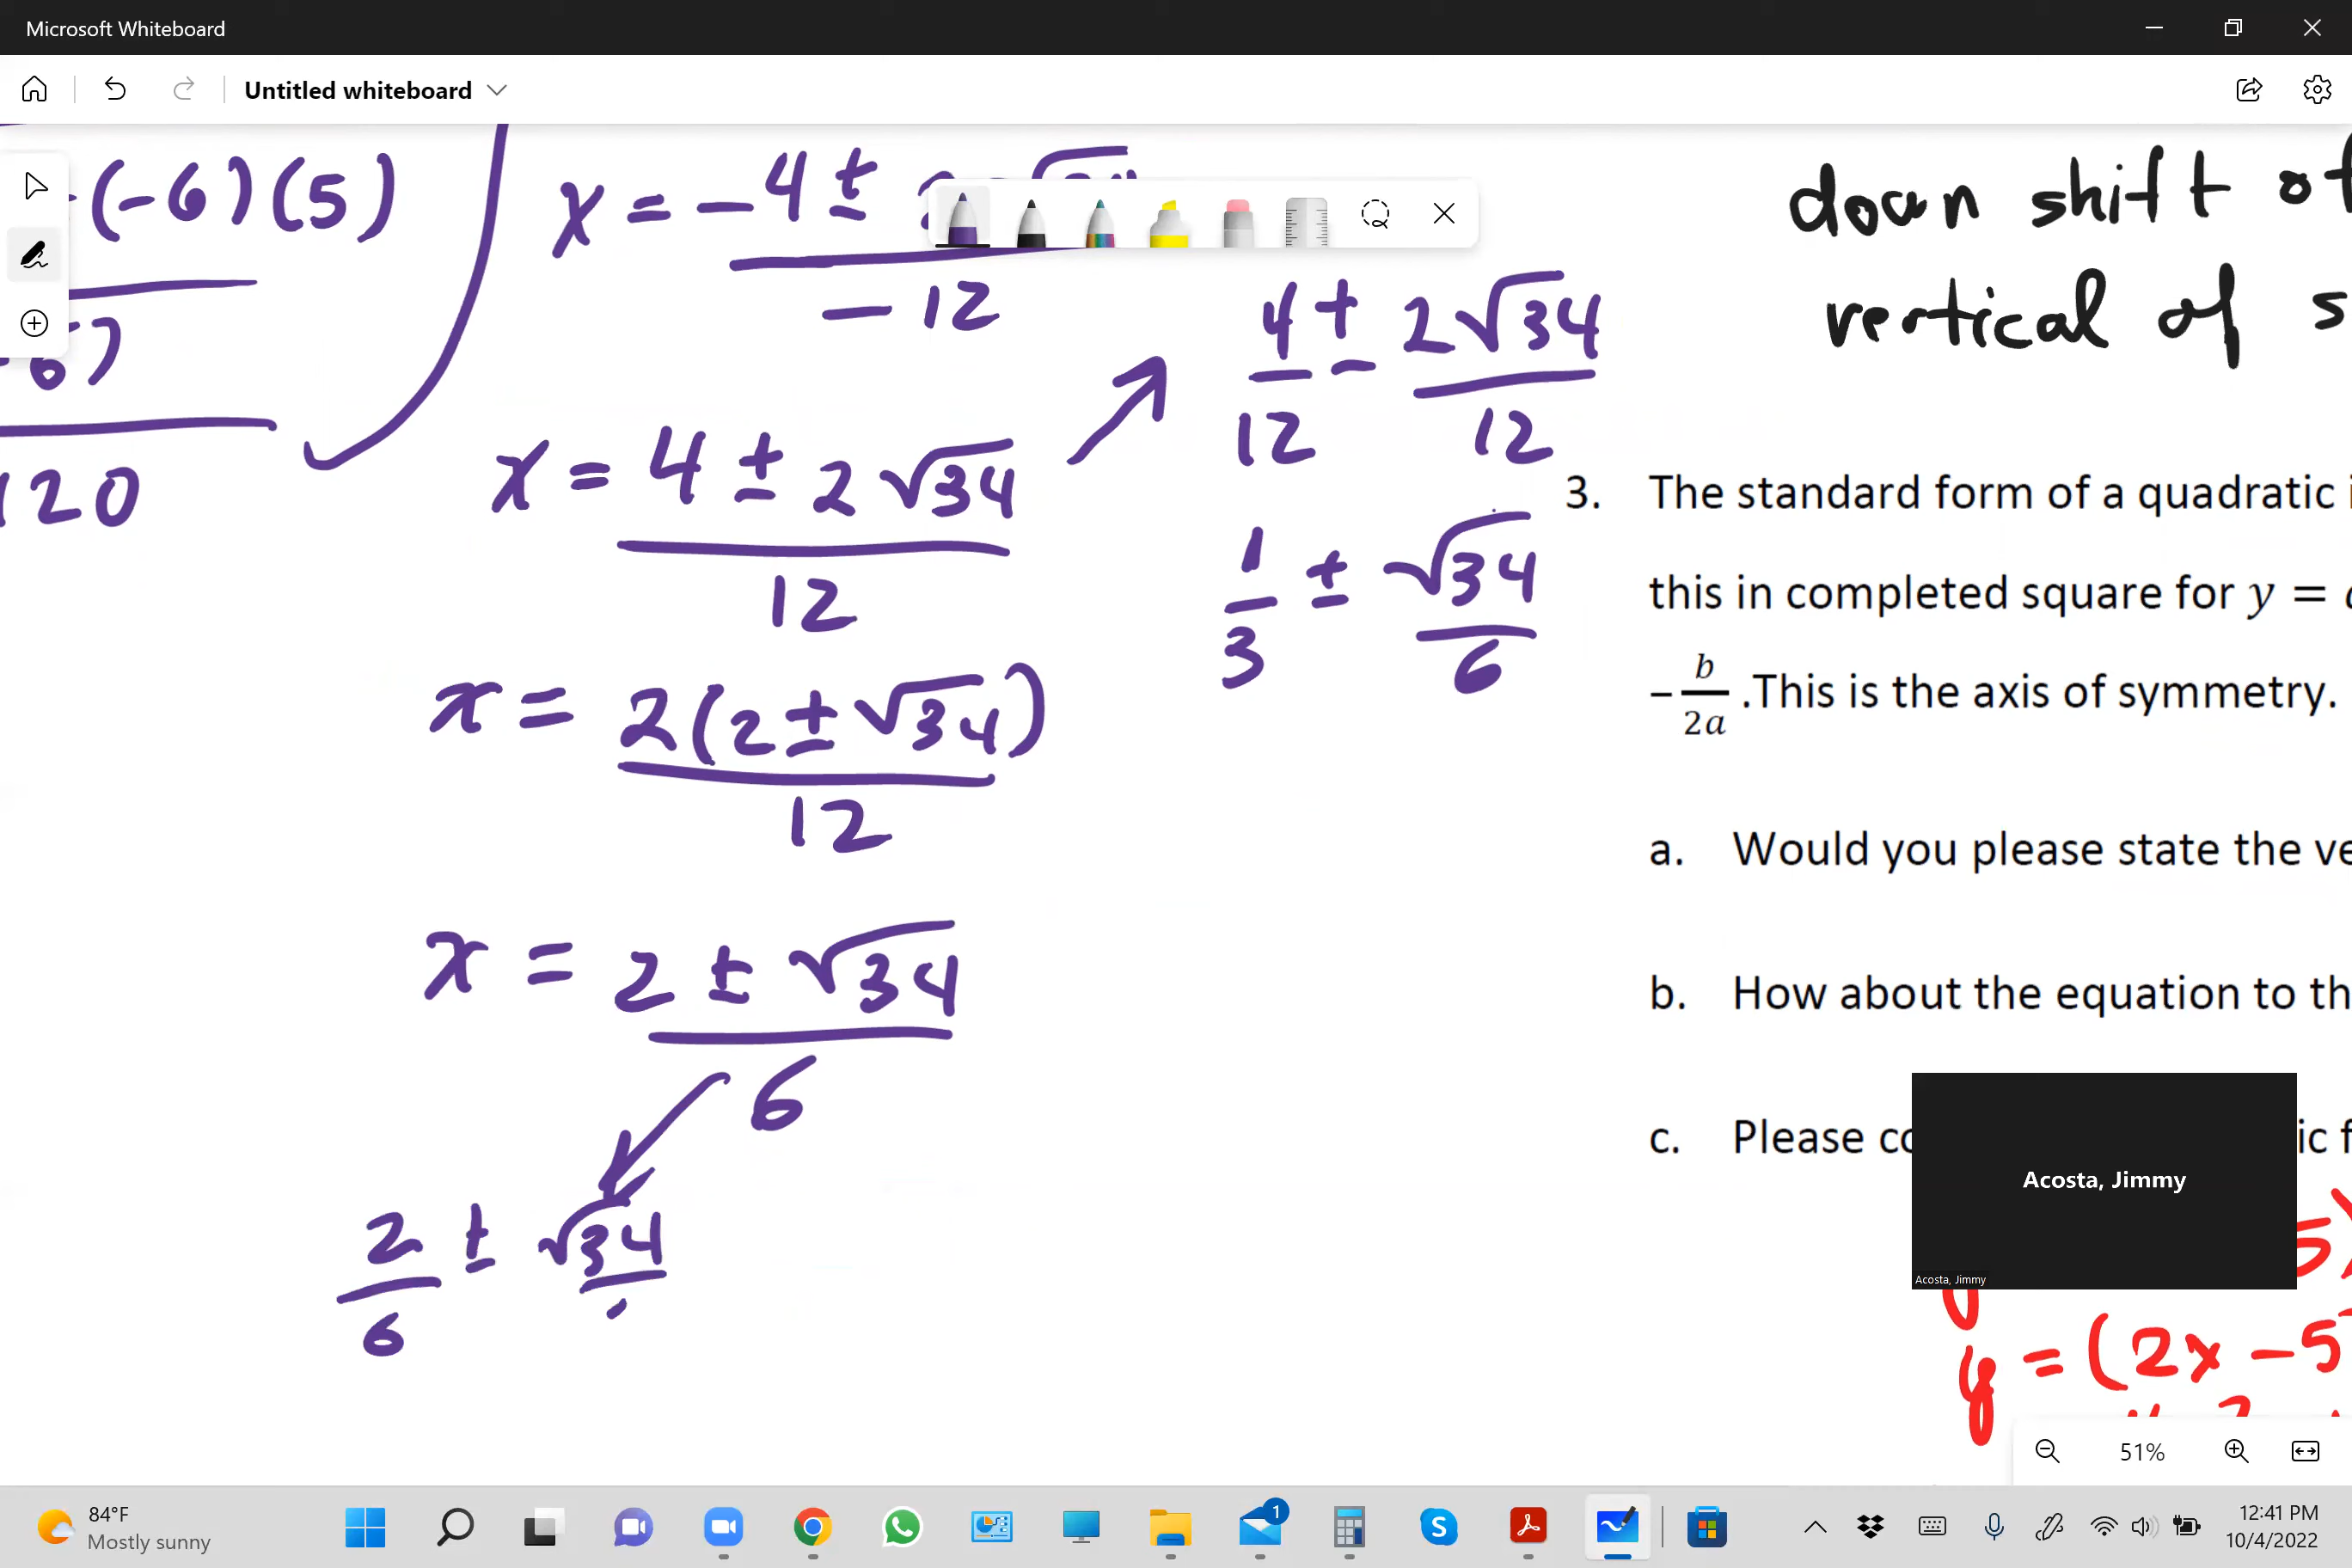 Microsoft Whiteboard
Untitled whiteboard
(-6)(5)
120
x = -4 ±
-12
x = 4 ± 2√34
12
x = 2(2 ± √34)
12
x = 2 ± √34
6
2 ± √34
6
4 ± 2√34
12 12
1 ± √34
3 6
down shift of
vertical of s
3. The standard form of a quadratic i
this in completed square for y =
− b
2a .This is the axis of symmetry.
a. Would you please state the ve
b. How about the equation to th
c. Please co ic f
Acosta, Jimmy
Acosta, Jimmy
5
y = (2x - 5
51%
84°F
Mostly sunny
1
12:41 PM
10/4/2022